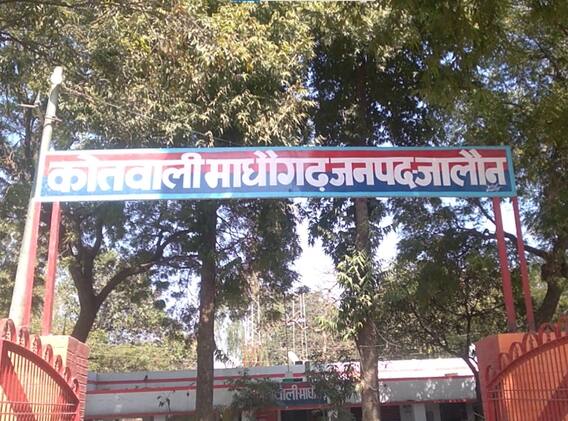 कोतवाली माधौगढ़ जनपद-जालौन